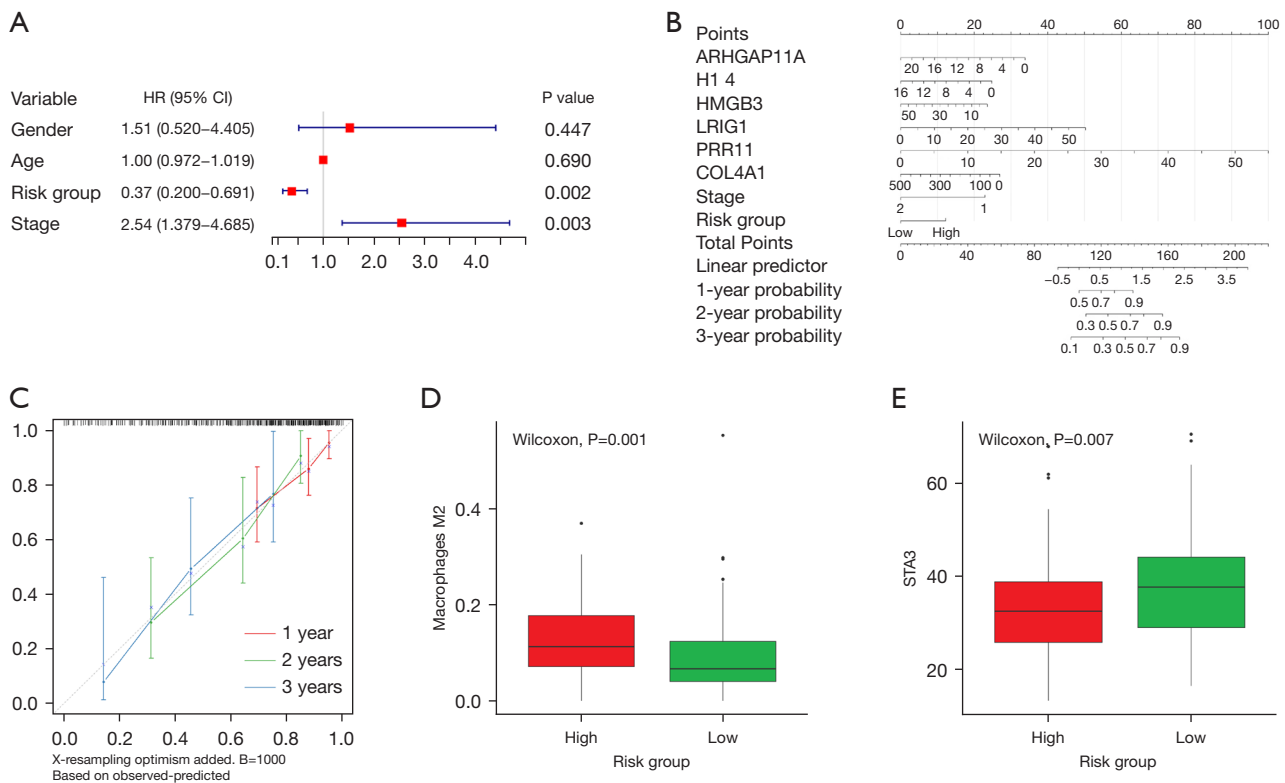 A
Variable HR (95% CI) P value
Gender 1.51 (0.520–4.405) 0.447
Age 1.00 (0.972–1.019) 0.690
Risk group 0.37 (0.200–0.691) 0.002
Stage 2.54 (1.379–4.685) 0.003
0.1 1.0 2.0 3.0 4.0
B
Points 0 20 40 60 80 100
ARHGAP11A
20 16 12 8 4 0
H1 4
16 12 8 4 0
HMGB3
50 30 10
LRIG1
0 10 20 30 40 50
PRR11
0 10 20 30 40 50
COL4A1
500 300 100 0
Stage
2 1
Risk group
Low High
Total Points
0 40 80 120 160 200
Linear predictor
−0.5 0.5 1.5 2.5 3.5
1-year probability
0.5 0.7 0.9
2-year probability
0.3 0.5 0.7 0.9
3-year probability
0.1 0.3 0.5 0.7 0.9
C
1.0
0.8
0.6
0.4
0.2
0.0
1 year
2 years
3 years
0.0 0.2 0.4 0.6 0.8 1.0
X-resampling optimism added. B=1000
Based on observed-predicted
D
Wilcoxon, P=0.001
Macrophages M2
0.4
0.2
0.0
High Low
Risk group
E
Wilcoxon, P=0.007
STA3
60
40
20
High Low
Risk group